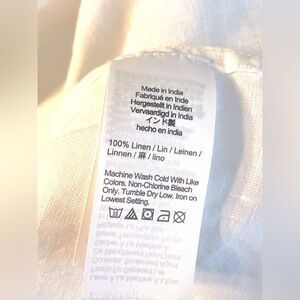 Made in India
Fabriqué en Inde
Hergestellt in Indien
Vervaardigd in India
インド製
hecho en india
100% Linen / Lin / Leinen /
Linnen / 麻 / lino
Machine Wash Cold With Like
Colors, Non-Chlorine Bleach
Only. Tumble Dry Low. Iron on
Lowest Setting.